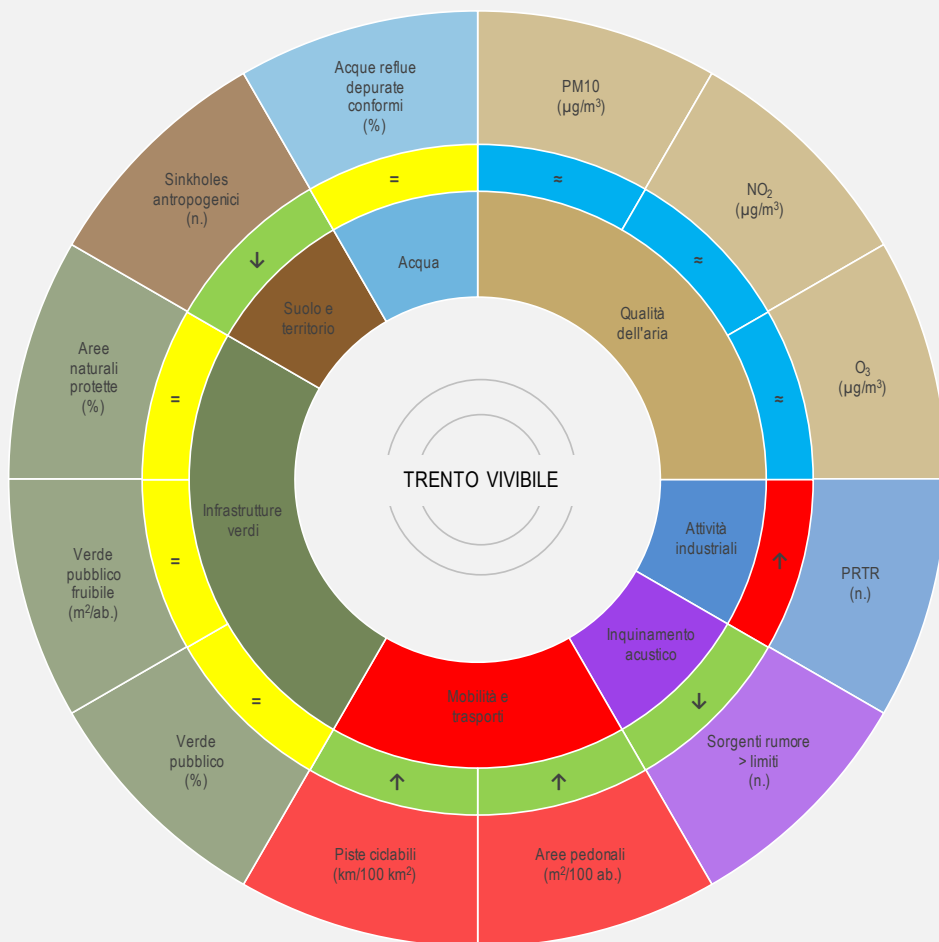 Acque reflue
depurate
conformi
(%)
PM10
(µg/m³)
NO₂
(µg/m³)
O₃
(µg/m³)
PRTR
(n.)
Sorgenti rumore
> limiti
(n.)
Aree pedonali
(m²/100 ab.)
Piste ciclabili
(km/100 km²)
Verde
pubblico
(%)
Verde
pubblico
fruibile
(m²/ab.)
Aree
naturali
protette
(%)
Sinkholes
antropogenici
(n.)
=
≈
≈
≈
↑
↓
↑
↑
=
=
=
↓
Acqua
Qualità
dell'aria
Attività
industriali
Inquinamento
acustico
Mobilità e
trasporti
Infrastrutture
verdi
Suolo e
territorio
TRENTO VIVIBILE